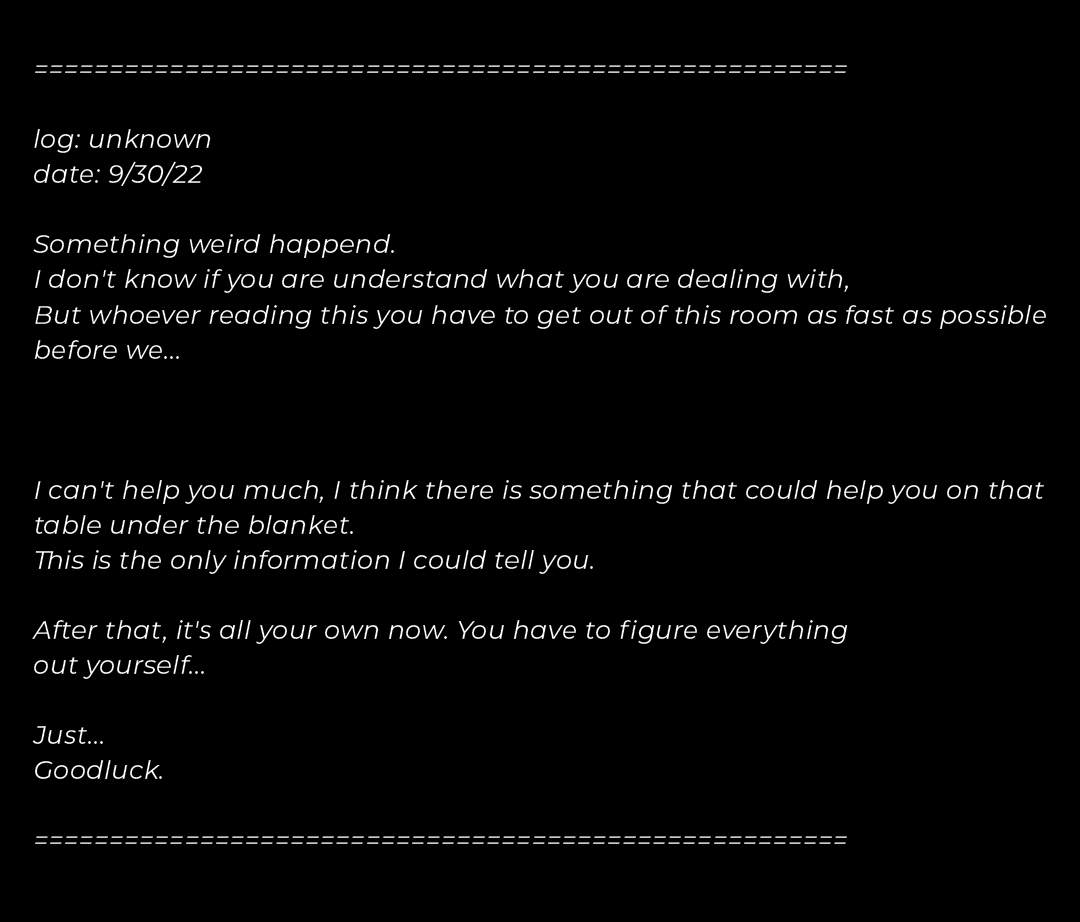 ======================================================
log: unknown
date: 9/30/22
Something weird happend.
I don't know if you are understand what you are dealing with,
But whoever reading this you have to get out of this room as fast as possible
before we...
I can't help you much, I think there is something that could help you on that
table under the blanket.
This is the only information I could tell you.
After that, it's all your own now. You have to figure everything
out yourself...
Just...
Goodluck.
======================================================